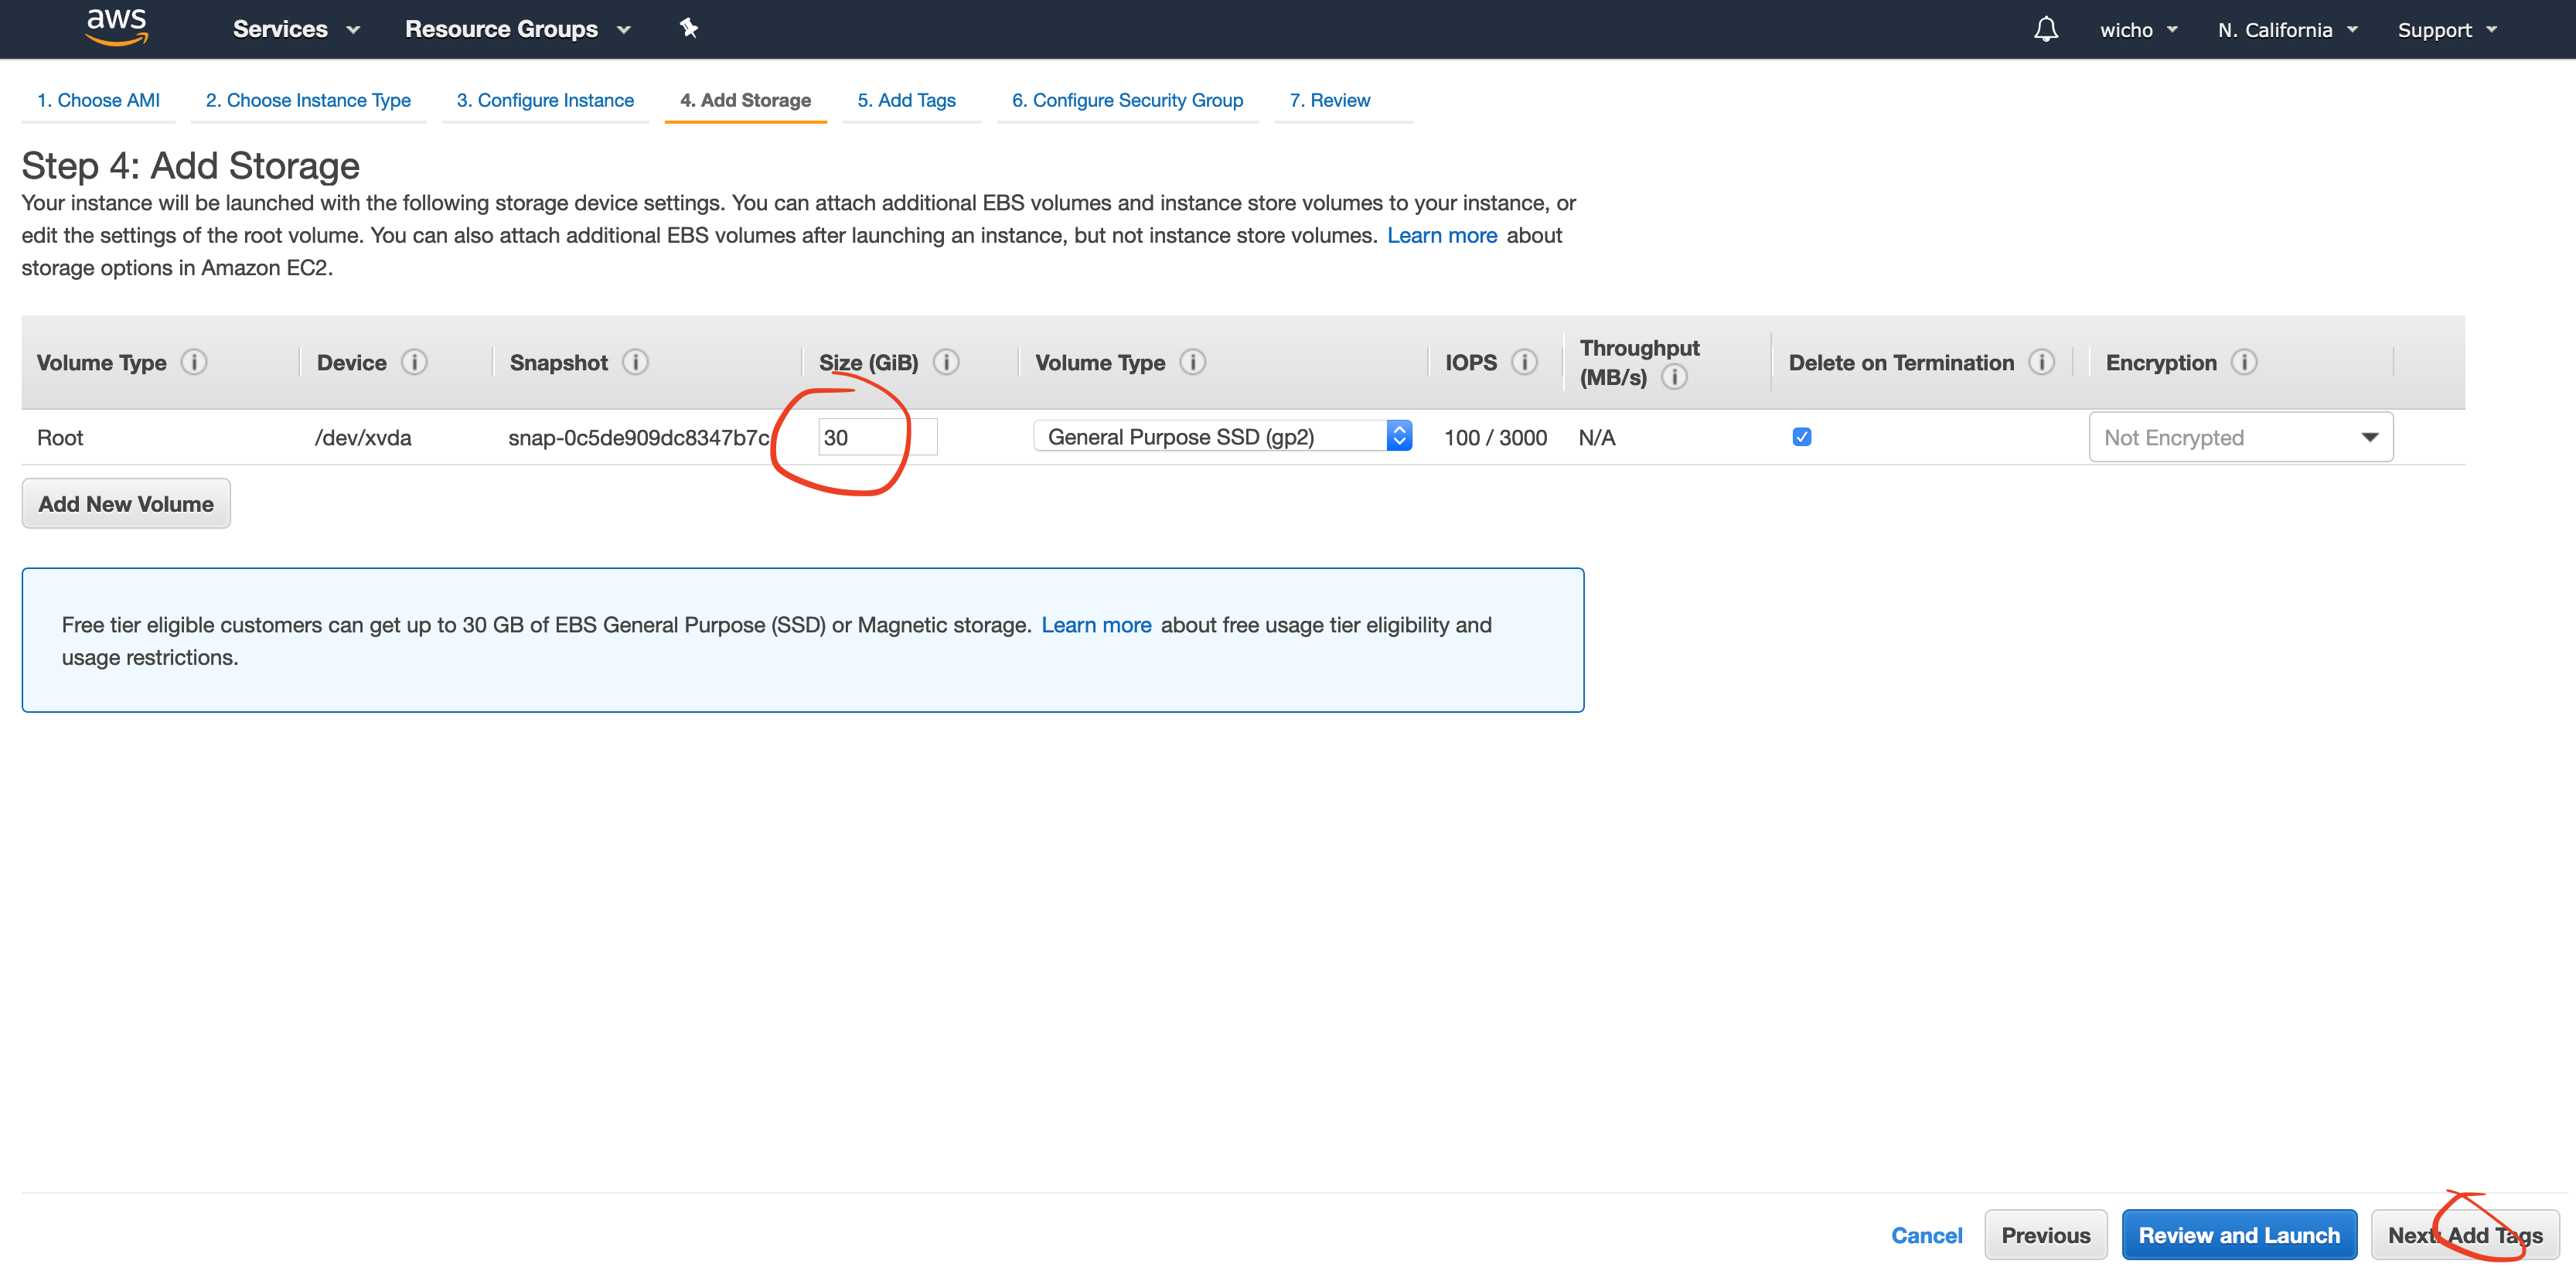 aws Services Resource Groups wicho N. California Support
1. Choose AMI 2. Choose Instance Type 3. Configure Instance 4. Add Storage 5. Add Tags 6. Configure Security Group 7. Review
Step 4: Add Storage
Your instance will be launched with the following storage device settings. You can attach additional EBS volumes and instance store volumes to your instance, or
edit the settings of the root volume. You can also attach additional EBS volumes after launching an instance, but not instance store volumes. Learn more about
storage options in Amazon EC2.
Volume Type Device Snapshot Size (GiB) Volume Type IOPS Throughput (MB/s) Delete on Termination Encryption
Root /dev/xvda snap-0c5de909dc8347b7c 30 General Purpose SSD (gp2) 100 / 3000 N/A Not Encrypted
Add New Volume
Free tier eligible customers can get up to 30 GB of EBS General Purpose (SSD) or Magnetic storage. Learn more about free usage tier eligibility and
usage restrictions.
Cancel Previous Review and Launch Next: Add Tags